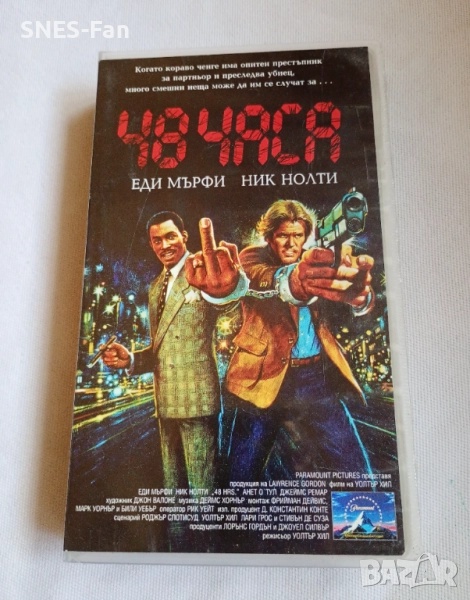 SNES-Fan
Когато кораво ченге има опитен престъпник
за партньор и преследва убиец,
много смешни неща може да им се случат за . . .
48 ЧАСА
ЕДИ МЪРФИ НИК НОЛТИ
PARAMOUNT PICTURES представя
продукция на LAWRENCE GORDON филм на УОЛТЪР ХИЛ
ЕДИ МЪРФИ НИК НОЛТИ „48 HRS." АНЕТ О ТУЛ ДЖЕЙМС РЕМАР
художник ДЖОН ВАЛОНЕ музика ДЕЙМС ХОРНЪР монтаж ФРИЙМАН ДЕЙВИС,
МАРК УОРНЪР и БИЛИ УЕБЪР оператор РИК УЕЙТ изп. продуцент Д. КОНСТАНТИН КОНТЕ
сценарий РОДЖЪР СПОТИСУД УОЛТЪР ХИЛ ЛАРИ ГРОС и СТИВЪН ДЕ СУЗА
продуценти ЛОРЪНС ГОРДЪН и ДЖОУЕЛ СИЛВЪР
режисьор УОЛТЪР ХИЛ
Paramount
bazar